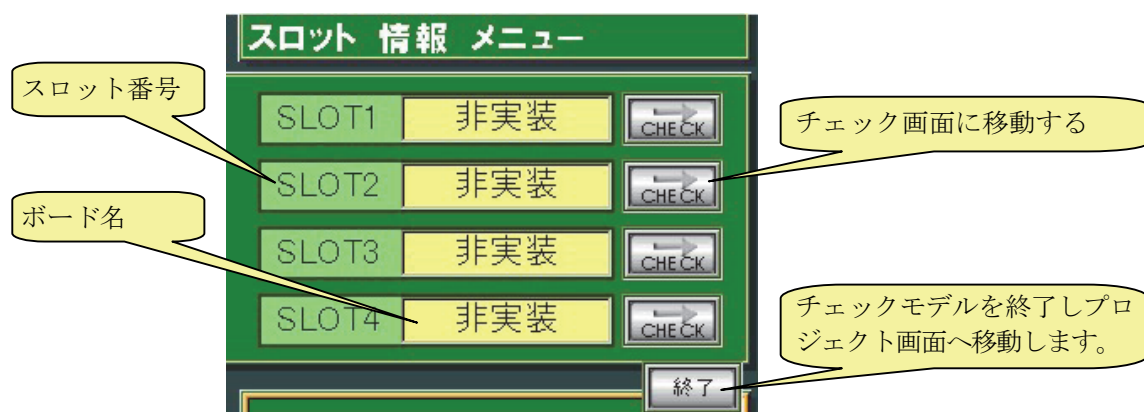 スロット 情報 メニュー
スロット番号
SLOT1 非実装 CHECK
チェック画面に移動する
SLOT2 非実装 CHECK
ボード名
SLOT3 非実装 CHECK
SLOT4 非実装 CHECK
チェックモデルを終了しプロ
ジェクト画面へ移動します。
終了